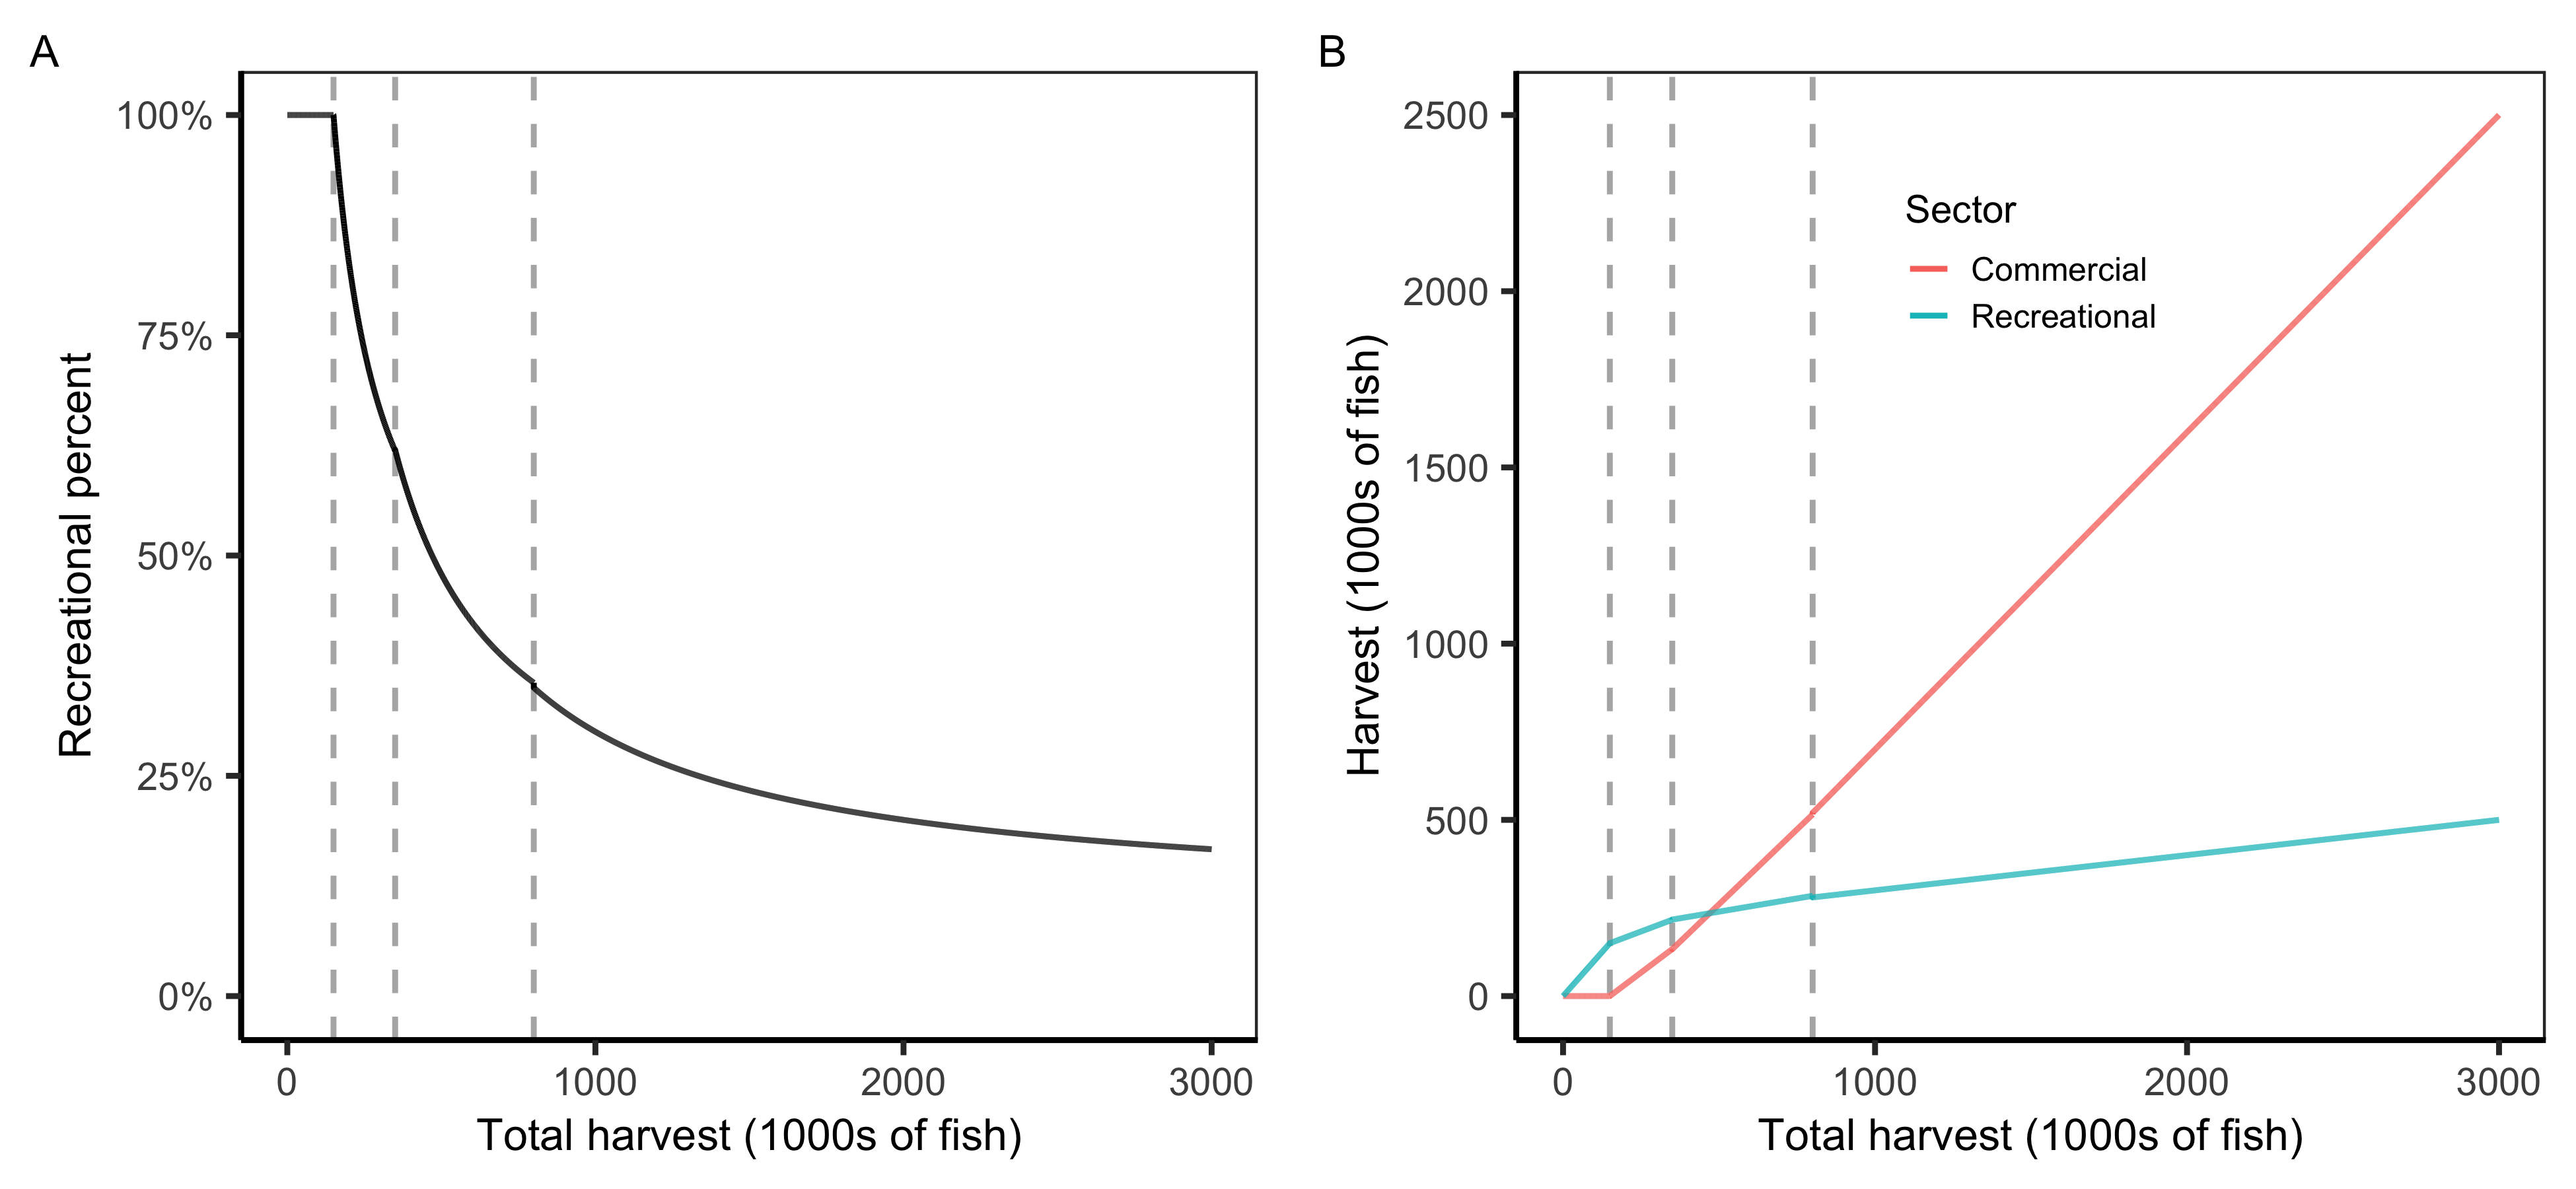 A
Recreational percent
100%
75%
50%
25%
0%
0 1000 2000 3000
Total harvest (1000s of fish)
B
Harvest (1000s of fish)
2500
2000
1500
1000
500
0
Sector
Commercial
Recreational
0 1000 2000 3000
Total harvest (1000s of fish)